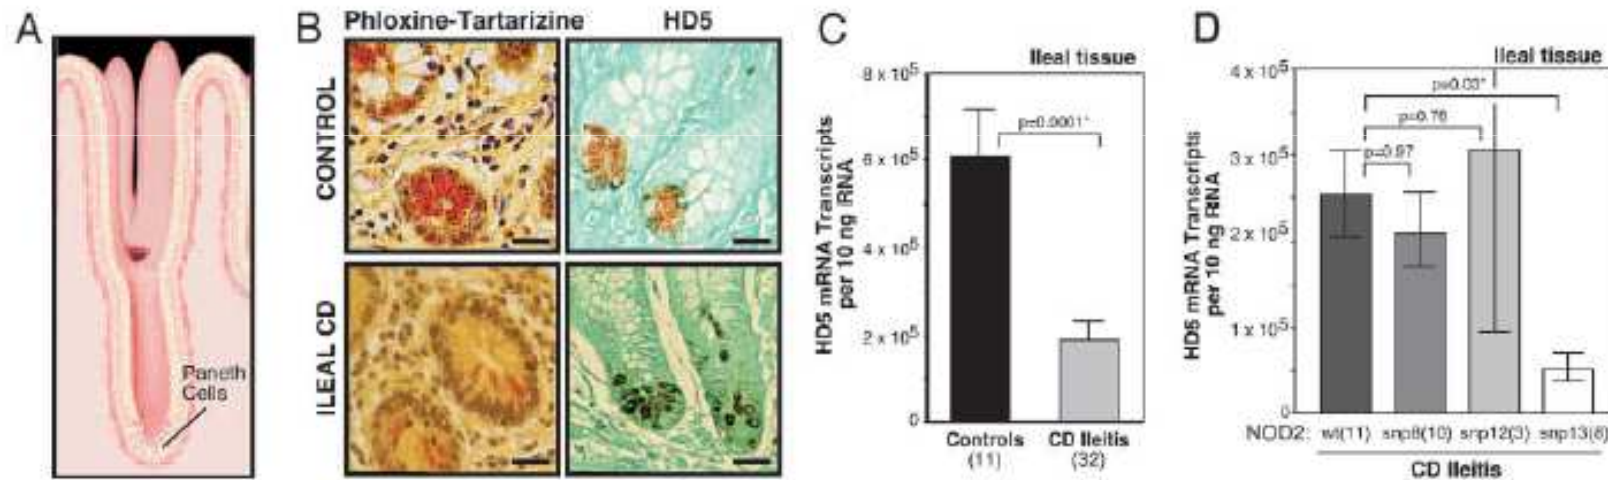 A
Paneth
Cells
B
Phloxine-Tartarizine
HD5
CONTROL
ILEAL CD
C
Ileal tissue
HD5 mRNA Transcripts
per 10 ng RNA
8 x 10⁵
6 x 10⁵
4 x 10⁵
2 x 10⁵
0
p=0.0001*
Controls
(11)
CD Ileitis
(32)
D
Ileal tissue
HD5 mRNA Transcripts
per 10 ng RNA
4 x 10⁵
3 x 10⁵
2 x 10⁵
1 x 10⁵
0
p=0.03*
p=0.76
p=0.97
NOD2: wt(11) snp8(10) snp12(3) snp13(8)
CD Ileitis